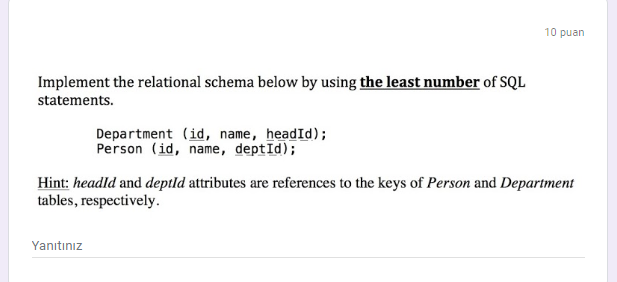 10 puan
Implement the relational schema below by using the least number of SQL
statements.
Department (id, name, headId);
Person (id, name, deptId);
Hint: headId and deptId attributes are references to the keys of Person and Department
tables, respectively.
Yanıtınız